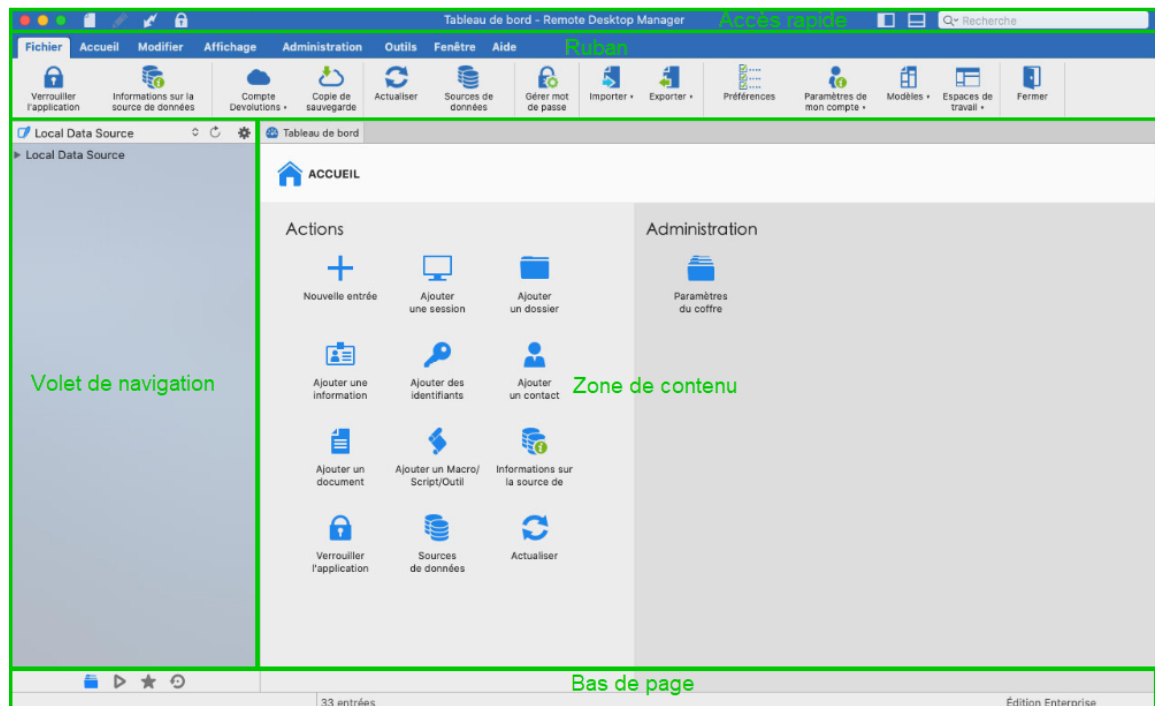 Tableau de bord - Remote Desktop Manager
Accès rapide
Recherche
Fichier Accueil Modifier Affichage Administration Outils Fenêtre Aide
Ruban
Verrouiller
l'application
Informations sur la
source de données
Compte
Devolutions
Copie de
sauvegarde
Actualiser
Sources de
données
Gérer mot
de passe
Importer
Exporter
Préférences
Paramètres de
mon compte
Modèles
Espaces de
travail
Fermer
Local Data Source
Tableau de bord
Local Data Source
ACCUEIL
Actions
Administration
Nouvelle entrée
Ajouter
une session
Ajouter
un dossier
Paramètres
du coffre
Ajouter une
information
Ajouter des
identifiants
Ajouter
un contact
Volet de navigation
Zone de contenu
Ajouter un
document
Ajouter un Macro/
Script/Outil
Informations sur
la source de
Verrouiller
l'application
Sources
de données
Actualiser
Bas de page
33 entrées
Édition Enterprise